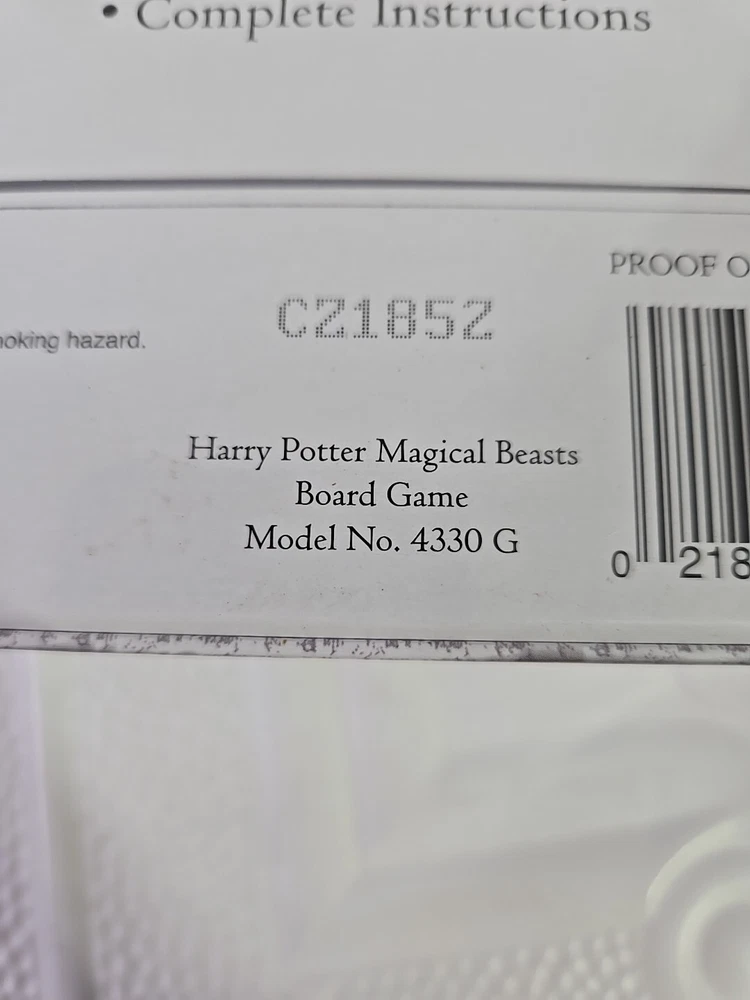 • Complete Instructions
PROOF O
CZ1852
oking hazard.
Harry Potter Magical Beasts
Board Game
Model No. 4330 G
0 218